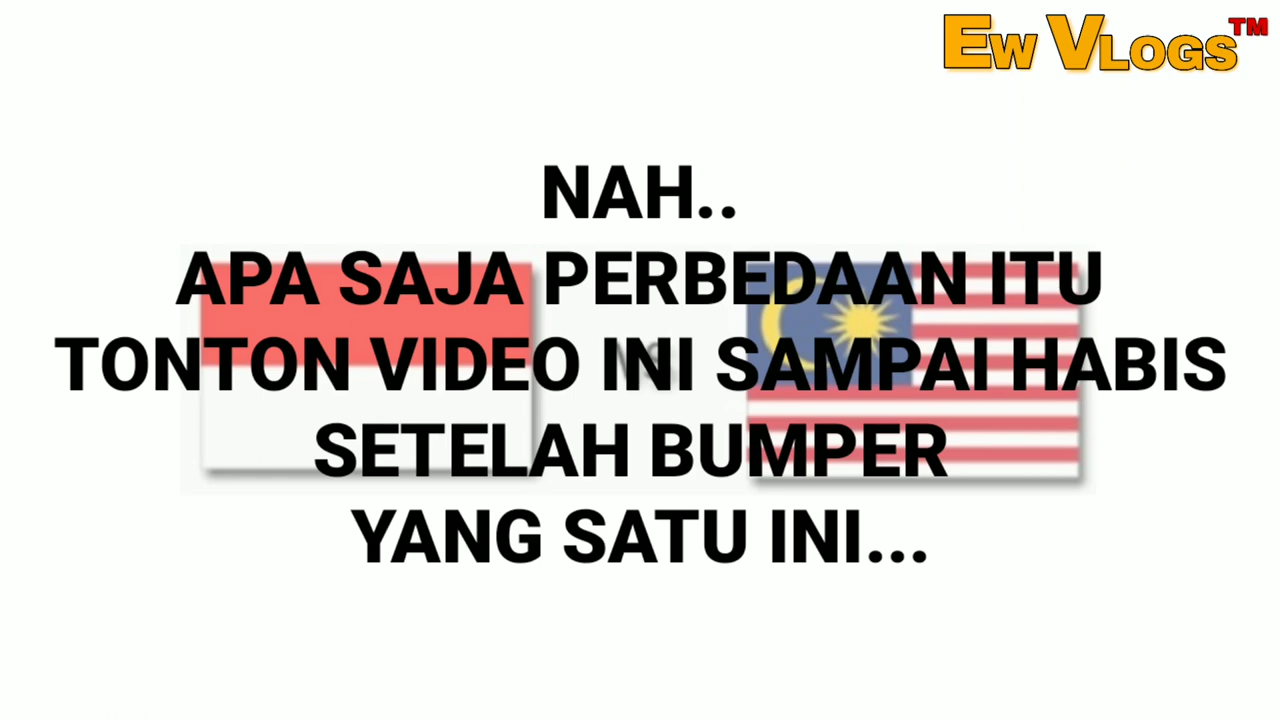 EW VLOGS™
NAH..
APA SAJA PERBEDAAN ITU
TONTON VIDEO INI SAMPAI HABIS
SETELAH BUMPER
YANG SATU INI...